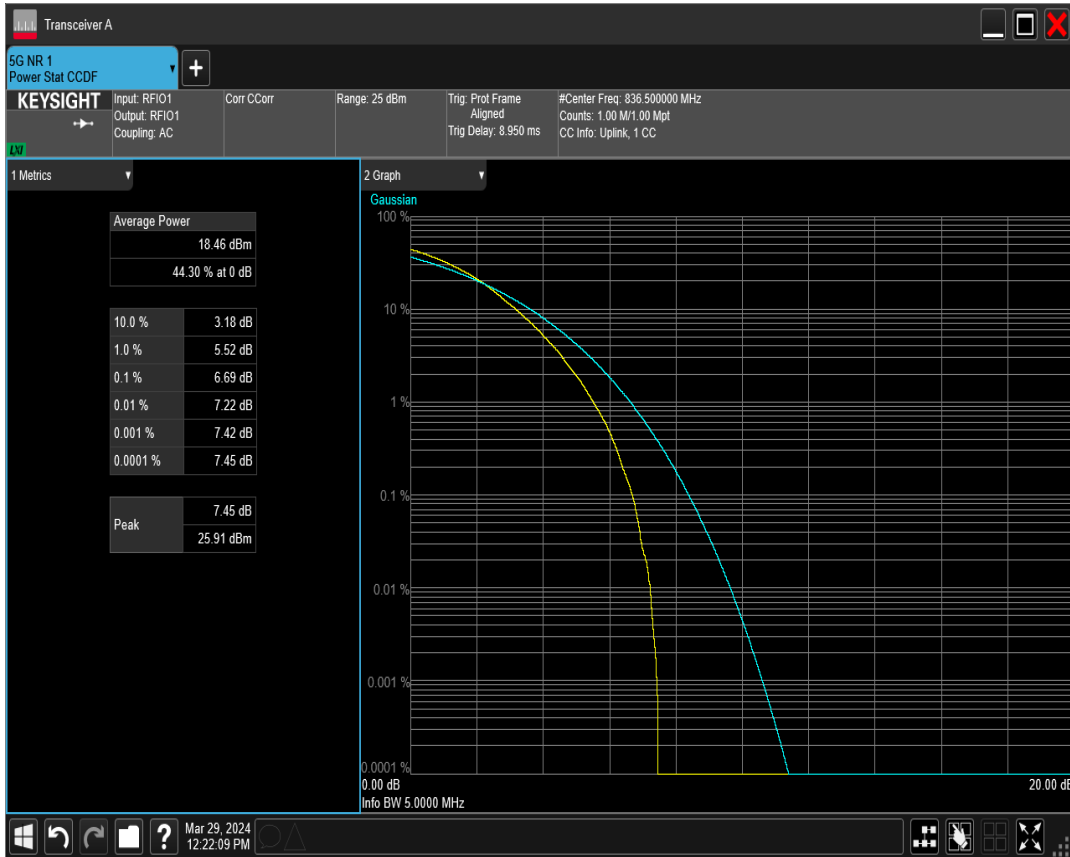 Transceiver A
5G NR 1
Power Stat CCDF
KEYSIGHT
LXI
Input: RFIO1
Output: RFIO1
Coupling: AC
Corr CCorr
Range: 25 dBm
Trig: Prot Frame
Aligned
Trig Delay: 8.950 ms
#Center Freq: 836.500000 MHz
Counts: 1.00 M/1.00 Mpt
CC Info: Uplink, 1 CC
1 Metrics
Average Power
18.46 dBm
44.30 % at 0 dB
10.0 % 3.18 dB
1.0 % 5.52 dB
0.1 % 6.69 dB
0.01 % 7.22 dB
0.001 % 7.42 dB
0.0001 % 7.45 dB
Peak 7.45 dB
25.91 dBm
2 Graph
Gaussian
100 %
10 %
1 %
0.1 %
0.01 %
0.001 %
0.0001 %
0.00 dB 20.00 dB
Info BW 5.0000 MHz
Mar 29, 2024
12:22:09 PM